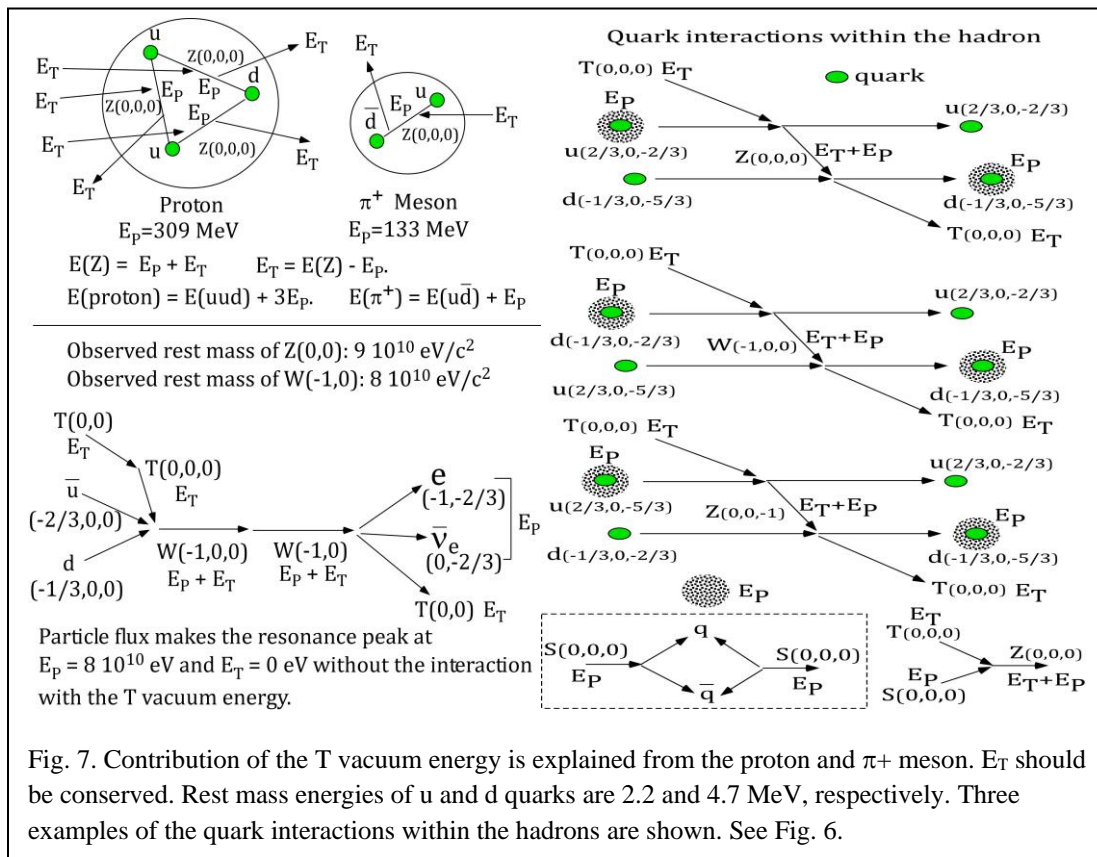 u
E_T
Z(0,0,0)
E_T
E_T
d
E_P
E_P
E_T
Z(0,0,0)
E_P
E_T
Z(0,0,0)
u
E_T
E_T
Proton
E_P=309 MeV
E_T
u
E_P
d̅
Z(0,0,0)
E_T
π⁺ Meson
E_P=133 MeV
E(Z) = E_P + E_T E_T = E(Z) - E_P.
E(proton) = E(uud) + 3E_P. E(π⁺) = E(ud̅) + E_P
Observed rest mass of Z(0,0): 9 10¹⁰ eV/c²
Observed rest mass of W(-1,0): 8 10¹⁰ eV/c²
T(0,0)
E_T
T(0,0,0)
E_T
u̅
(-2/3,0,0)
d
(-1/3,0,0)
W(-1,0,0)
E_P + E_T
W(-1,0)
E_P + E_T
e
(-1,-2/3)
ν̅_e
(0,-2/3)
E_P
T(0,0) E_T
Particle flux makes the resonance peak at
E_P = 8 10¹⁰ eV and E_T = 0 eV without the interaction
with the T vacuum energy.
Quark interactions within the hadron
quark
T(0,0,0) E_T
E_P
u(2/3,0,-2/3)
u(2/3,0,-2/3)
Z(0,0,0)
E_T+E_P
E_P
d(-1/3,0,-5/3)
d(-1/3,0,-5/3)
T(0,0,0) E_T
T(0,0,0) E_T
E_P
u(2/3,0,-2/3)
d(-1/3,0,-2/3)
W(-1,0,0)
E_T+E_P
E_P
u(2/3,0,-5/3)
d(-1/3,0,-5/3)
T(0,0,0) E_T
T(0,0,0) E_T
E_P
u(2/3,0,-2/3)
u(2/3,0,-5/3)
Z(0,0,-1)
E_T+E_P
E_P
d(-1/3,0,-2/3)
d(-1/3,0,-5/3)
T(0,0,0) E_T
E_P
S(0,0,0)
E_P
q
q̅
S(0,0,0)
E_P
E_T
T(0,0,0)
E_P
S(0,0,0)
Z(0,0,0)
E_T+E_P
Fig. 7. Contribution of the T vacuum energy is explained from the proton and π+ meson. E_T should
be conserved. Rest mass energies of u and d quarks are 2.2 and 4.7 MeV, respectively. Three
examples of the quark interactions within the hadrons are shown. See Fig. 6.